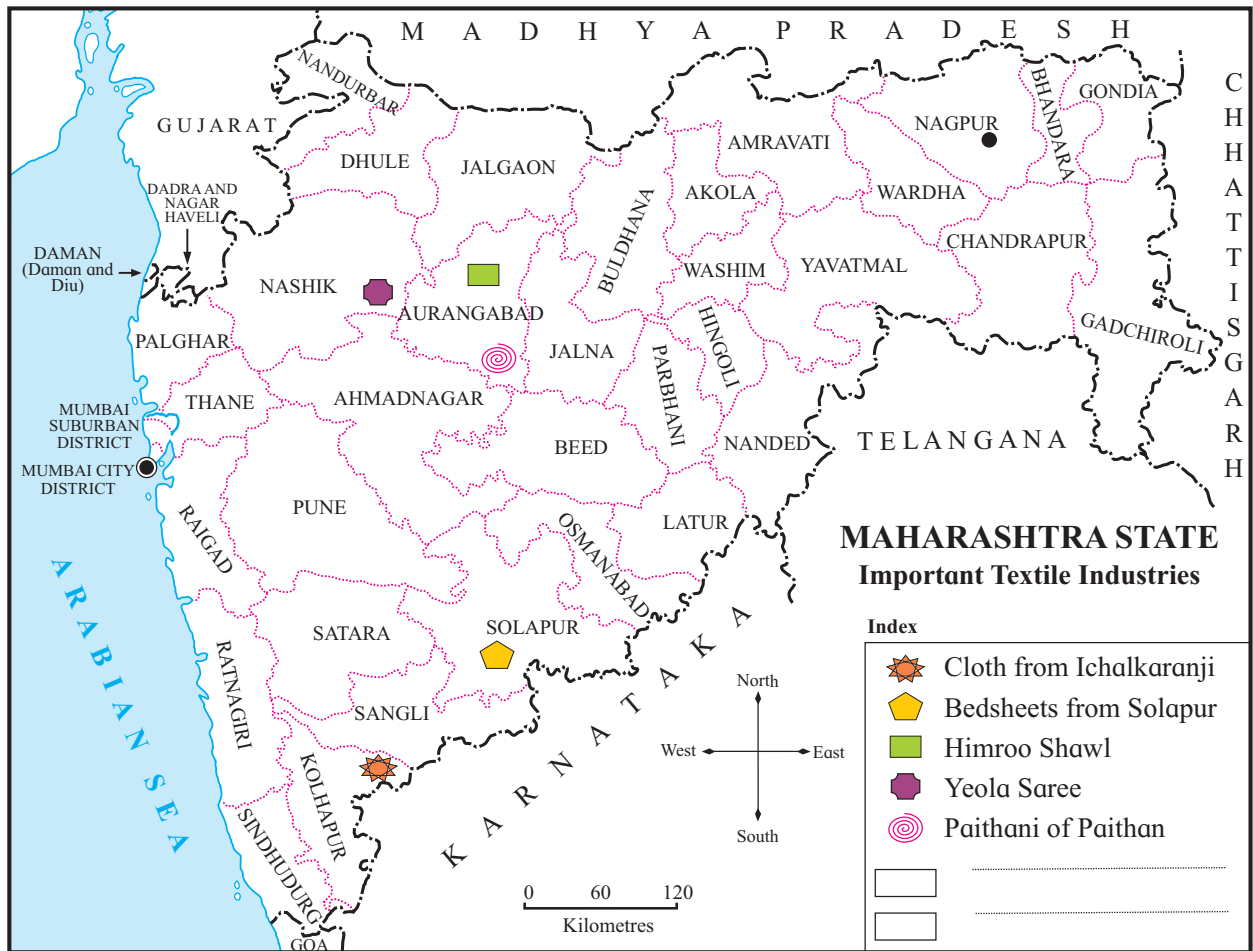 MADHYA PRADESH
CHHATTISGARH
GUJARAT
NANDURBAR
DHULE
JALGAON
BULDHANA
AKOLA
AMRAVATI
NAGPUR
BHANDARA
GONDIA
WARDHA
DADRA AND
NAGAR
HAVELI
DAMAN
(Daman and
Diu)
NASHIK
AURANGABAD
JALNA
WASHIM
YAVATMAL
CHANDRAPUR
GADCHIROLI
PALGHAR
THANE
AHMADNAGAR
BEED
PARBHANI
HINGOLI
NANDED
TELANGANA
MUMBAI
SUBURBAN
DISTRICT
MUMBAI CITY
DISTRICT
RAIGAD
PUNE
OSMANABAD
LATUR
ARABIAN SEA
RATNAGIRI
SATARA
SOLAPUR
SANGLI
KOLHAPUR
SINDHUDURG
GOA
KARNATAKA
MAHARASHTRA STATE
Important Textile Industries
North
West
East
South
0 60 120
Kilometres
Index
Cloth from Ichalkaranji
Bedsheets from Solapur
Himroo Shawl
Yeola Saree
Paithani of Paithan